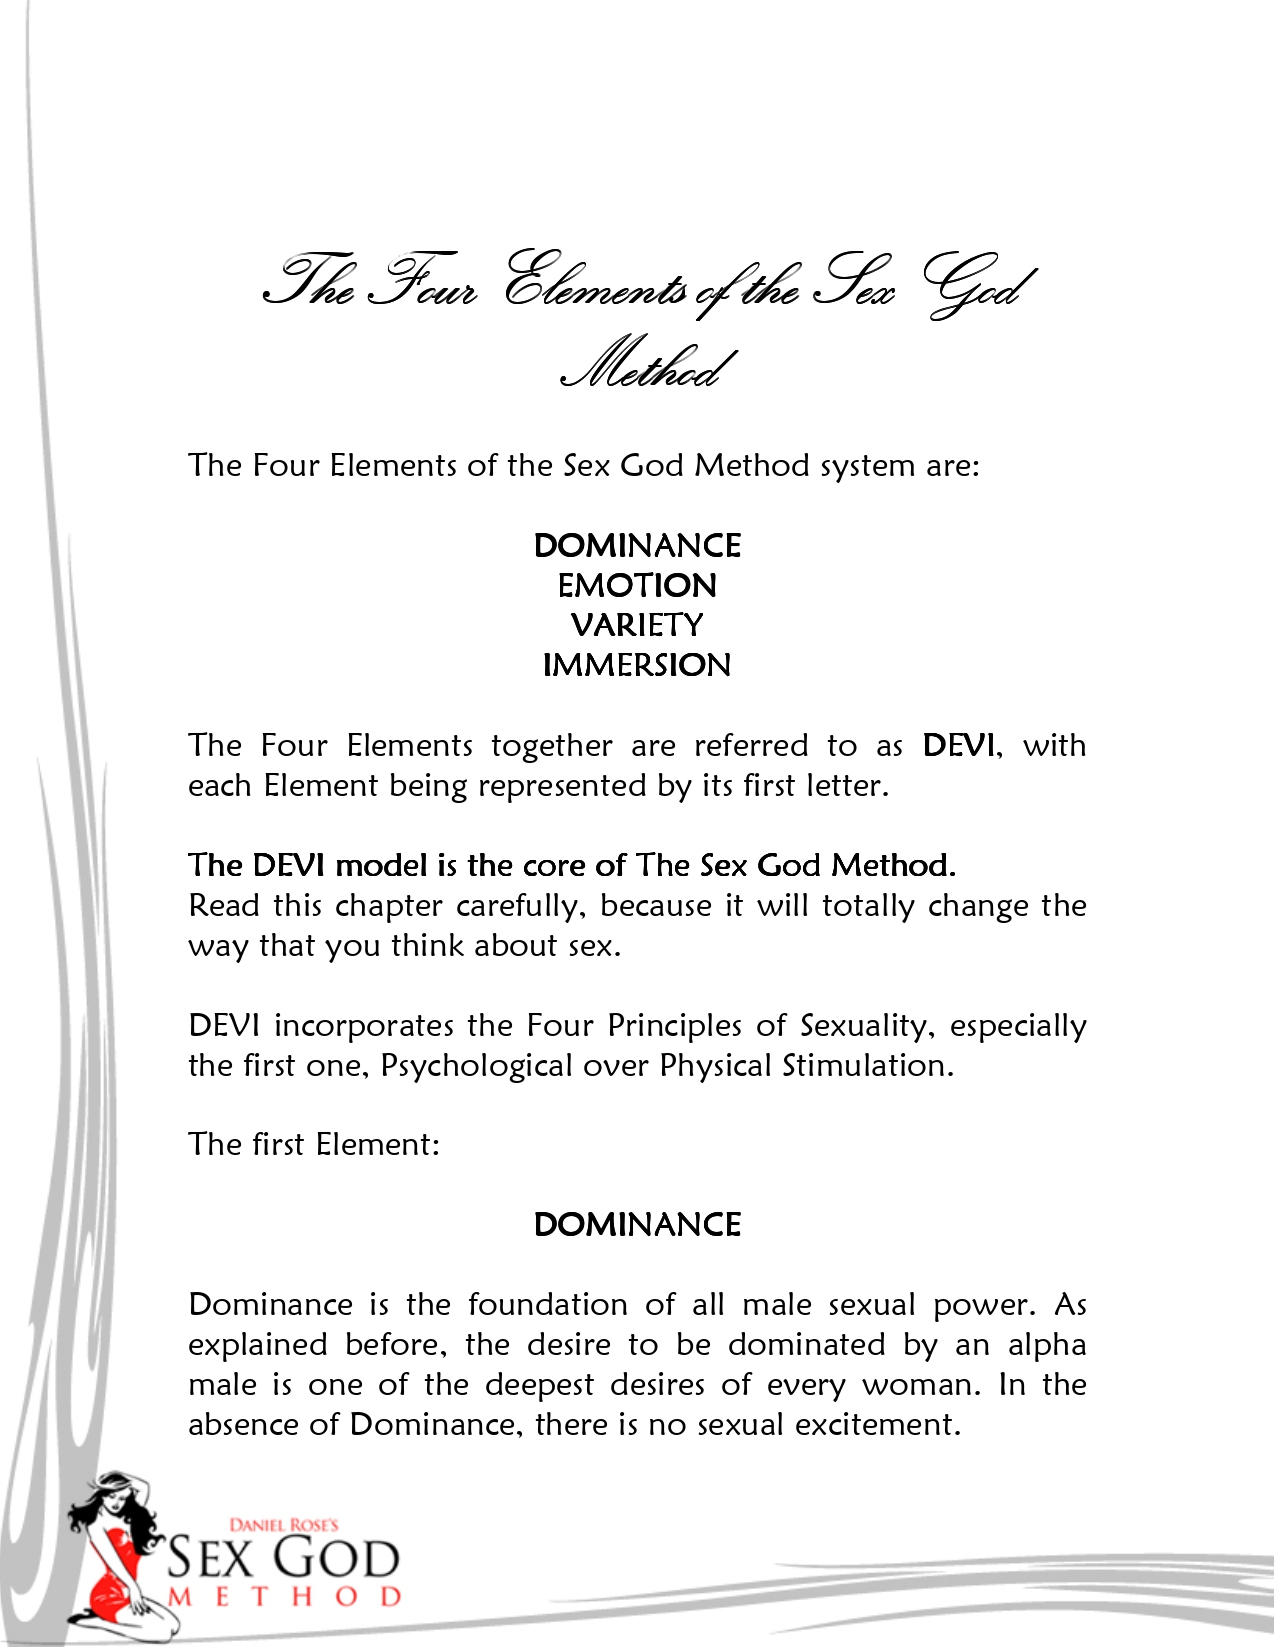 The Four Elements of the Sex God
Method
The Four Elements of the Sex God Method system are:
DOMINANCE
EMOTION
VARIETY
IMMERSION
The Four Elements together are referred to as DEVI, with
each Element being represented by its first letter.
The DEVI model is the core of The Sex God Method.
Read this chapter carefully, because it will totally change the
way that you think about sex.
DEVI incorporates the Four Principles of Sexuality, especially
the first one, Psychological over Physical Stimulation.
The first Element:
DOMINANCE
Dominance is the foundation of all male sexual power. As
explained before, the desire to be dominated by an alpha
male is one of the deepest desires of every woman. In the
absence of Dominance, there is no sexual excitement.
DANIEL ROSE'S
SEX GOD
METHOD